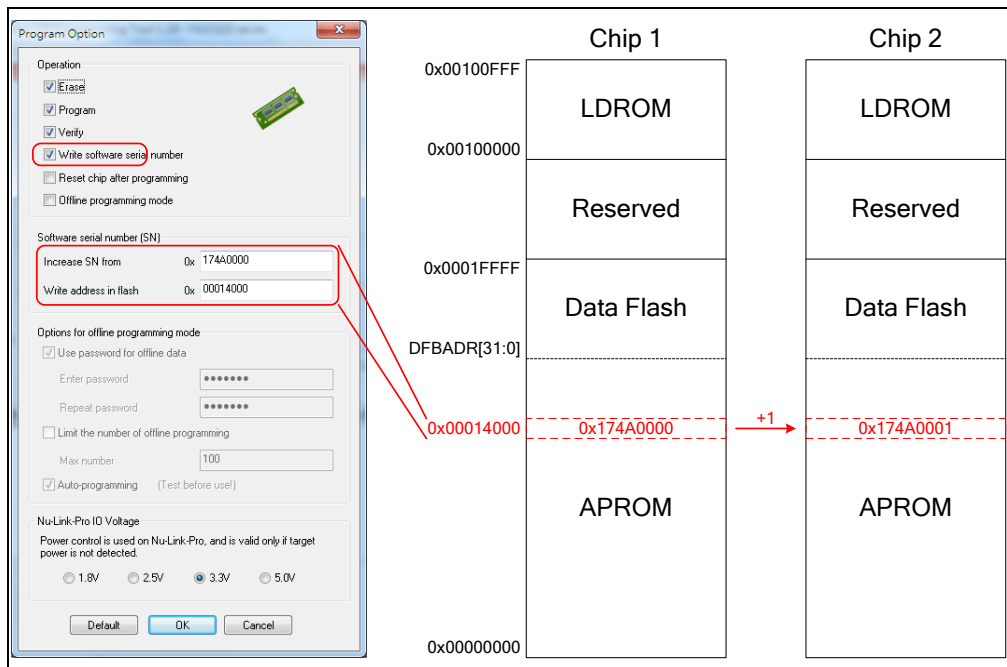 Program Option
Operation
Erase
Program
Verify
Write software serial number
Reset chip after programming
Offline programming mode
Software serial number (SN)
Increase SN from 0x 174A0000
Write address in flash 0x 00014000
Options for offline programming mode
Use password for offline data
Enter password •••••••
Repeat password •••••••
Limit the number of offline programming
Max number 100
Auto-programming (Test before use!)
Nu-Link-Pro IO Voltage
Power control is used on Nu-Link-Pro, and is valid only if target
power is not detected.
1.8V 2.5V 3.3V 5.0V
Default OK Cancel
Chip 1 Chip 2
0x00100FFF
LDROM LDROM
0x00100000
Reserved Reserved
0x0001FFFF
Data Flash Data Flash
DFBADR[31:0]
0x00014000 0x174A0000 +1 0x174A0001
APROM APROM
0x00000000